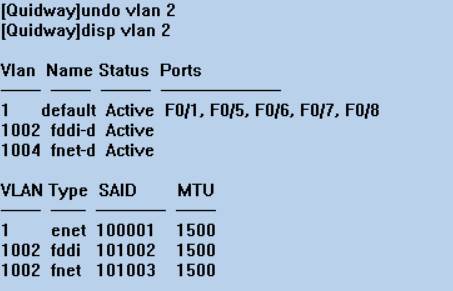 [Quidway]undo vlan 2
[Quidway]disp vlan 2
Vlan Name Status Ports
1 default Active F0/1, F0/5, F0/6, F0/7, F0/8
1002 fddi-d Active
1004 fnet-d Active
VLAN Type SAID MTU
1 enet 100001 1500
1002 fddi 101002 1500
1002 fnet 101003 1500